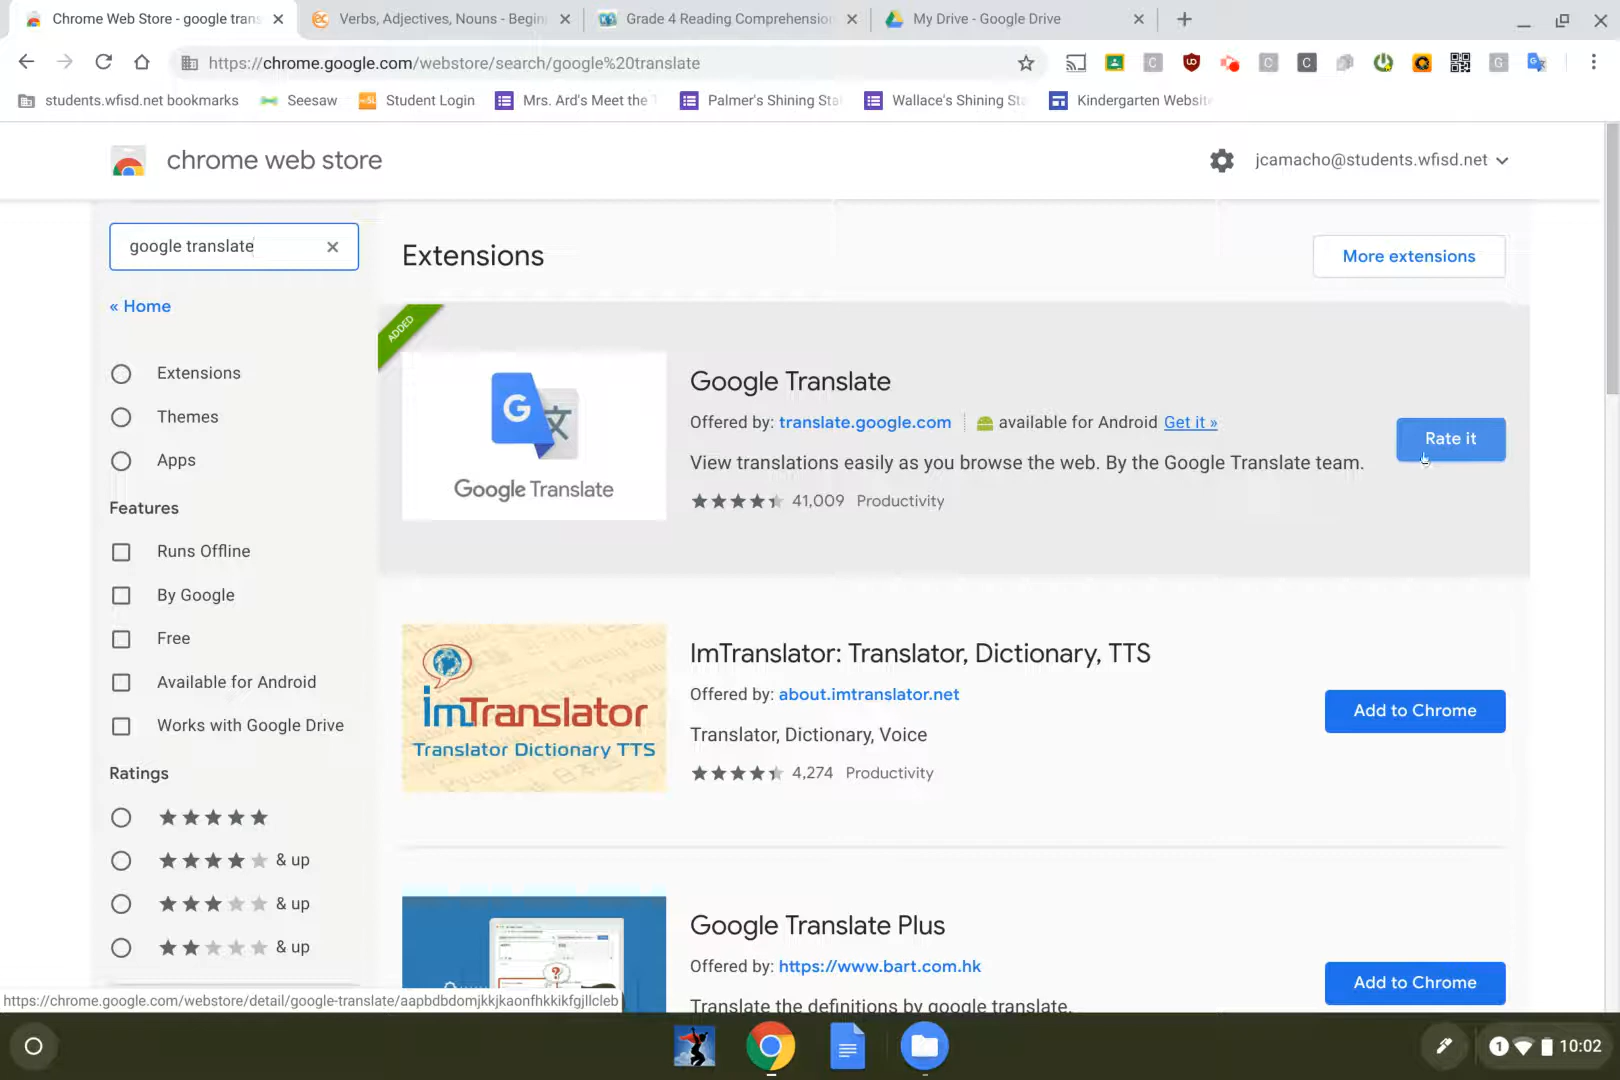 Chrome Web Store - google trans
Verbs, Adjectives, Nouns - Begin
Grade 4 Reading Comprehension
My Drive - Google Drive
https://chrome.google.com/webstore/search/google%20translate
students.wfisd.net bookmarks
Seesaw
Student Login
Mrs. Ard's Meet the
Palmer's Shining Sta
Wallace's Shining Sta
Kindergarten Website
chrome web store
jcamacho@students.wfisd.net
google translate
Extensions
More extensions
« Home
Extensions
Themes
Apps
Features
Runs Offline
By Google
Free
Available for Android
Works with Google Drive
Ratings
& up
& up
& up
ADDED
Google Translate
Google Translate
Offered by: translate.google.com
available for Android Get it »
View translations easily as you browse the web. By the Google Translate team.
41,009 Productivity
Rate it
imTranslator
Translator Dictionary TTS
ImTranslator: Translator, Dictionary, TTS
Offered by: about.imtranslator.net
Translator, Dictionary, Voice
4,274 Productivity
Add to Chrome
Google Translate Plus
Offered by: https://www.bart.com.hk
Translate the definitions by google translate.
Add to Chrome
https://chrome.google.com/webstore/detail/google-translate/aapbdbdomjkkjkaonfhkkikfgjllcleb
1
10:02